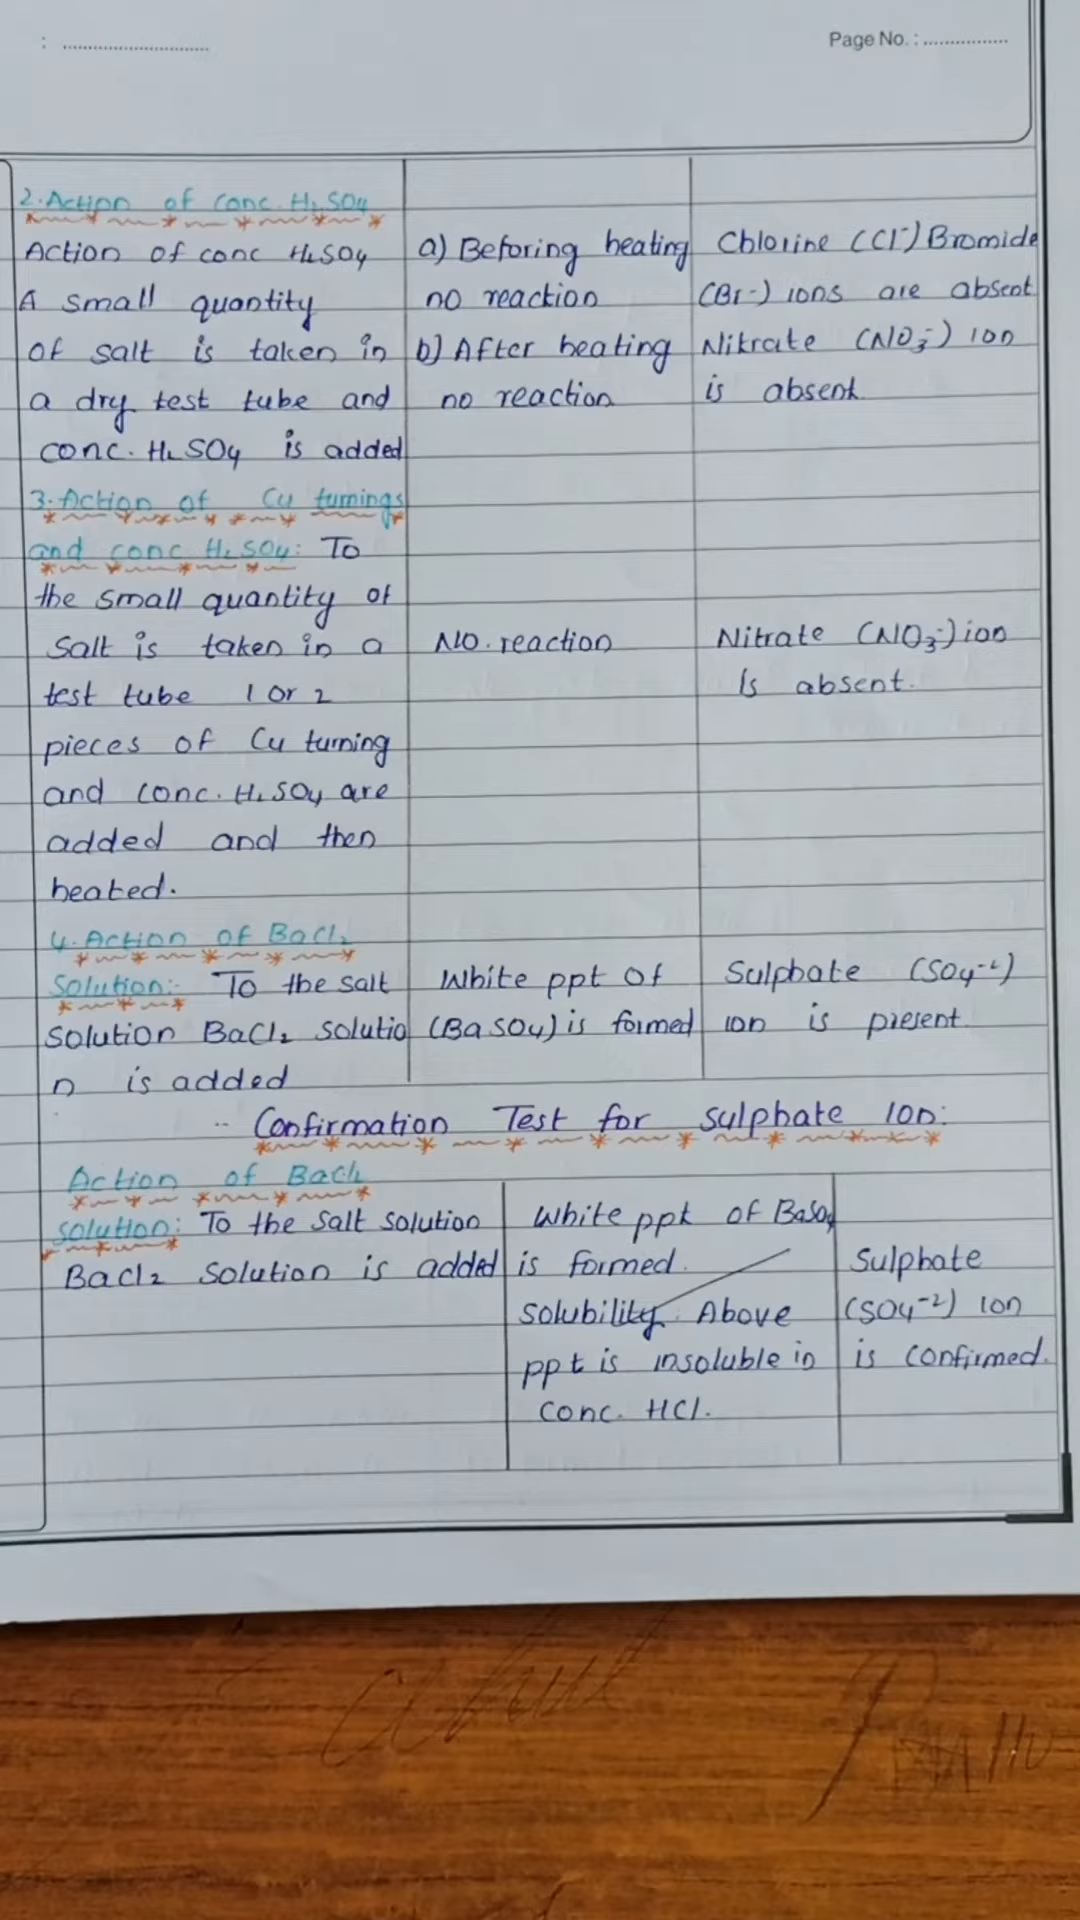 : ............................
Page No. : ................
2. Action of conc. H₂SO₄
Action of conc H₂SO₄
A small quantity
of salt is taken in
a dry test tube and
conc. H₂SO₄ is added
a) Beforing heating
no reaction
b) After heating
no reaction
Chlorine (Cl⁻) Bromide
(Br⁻) ions are absent
Nitrate (NO₃⁻) ion
is absent
3. Action of Cu turnings
and conc H₂SO₄: To
the small quantity of
salt is taken in a
test tube 1 or 2
pieces of Cu turning
and conc. H₂SO₄ are
added and then
heated.
No. reaction
Nitrate (NO₃⁻) ion
is absent.
4. Action of BaCl₂
Solution:- To the salt
solution BaCl₂ solutio
n is added
White ppt of
(BaSO₄) is formed
Sulphate (SO₄⁻²)
ion is present.
Confirmation Test for sulphate ion:
Action of BaCl₂
solution: To the salt solution
BaCl₂ solution is added
White ppt of BaSO₄
is formed.
solubility. Above
ppt is insoluble in
conc. HCl.
Sulphate
(SO₄⁻²) ion
is confirmed.